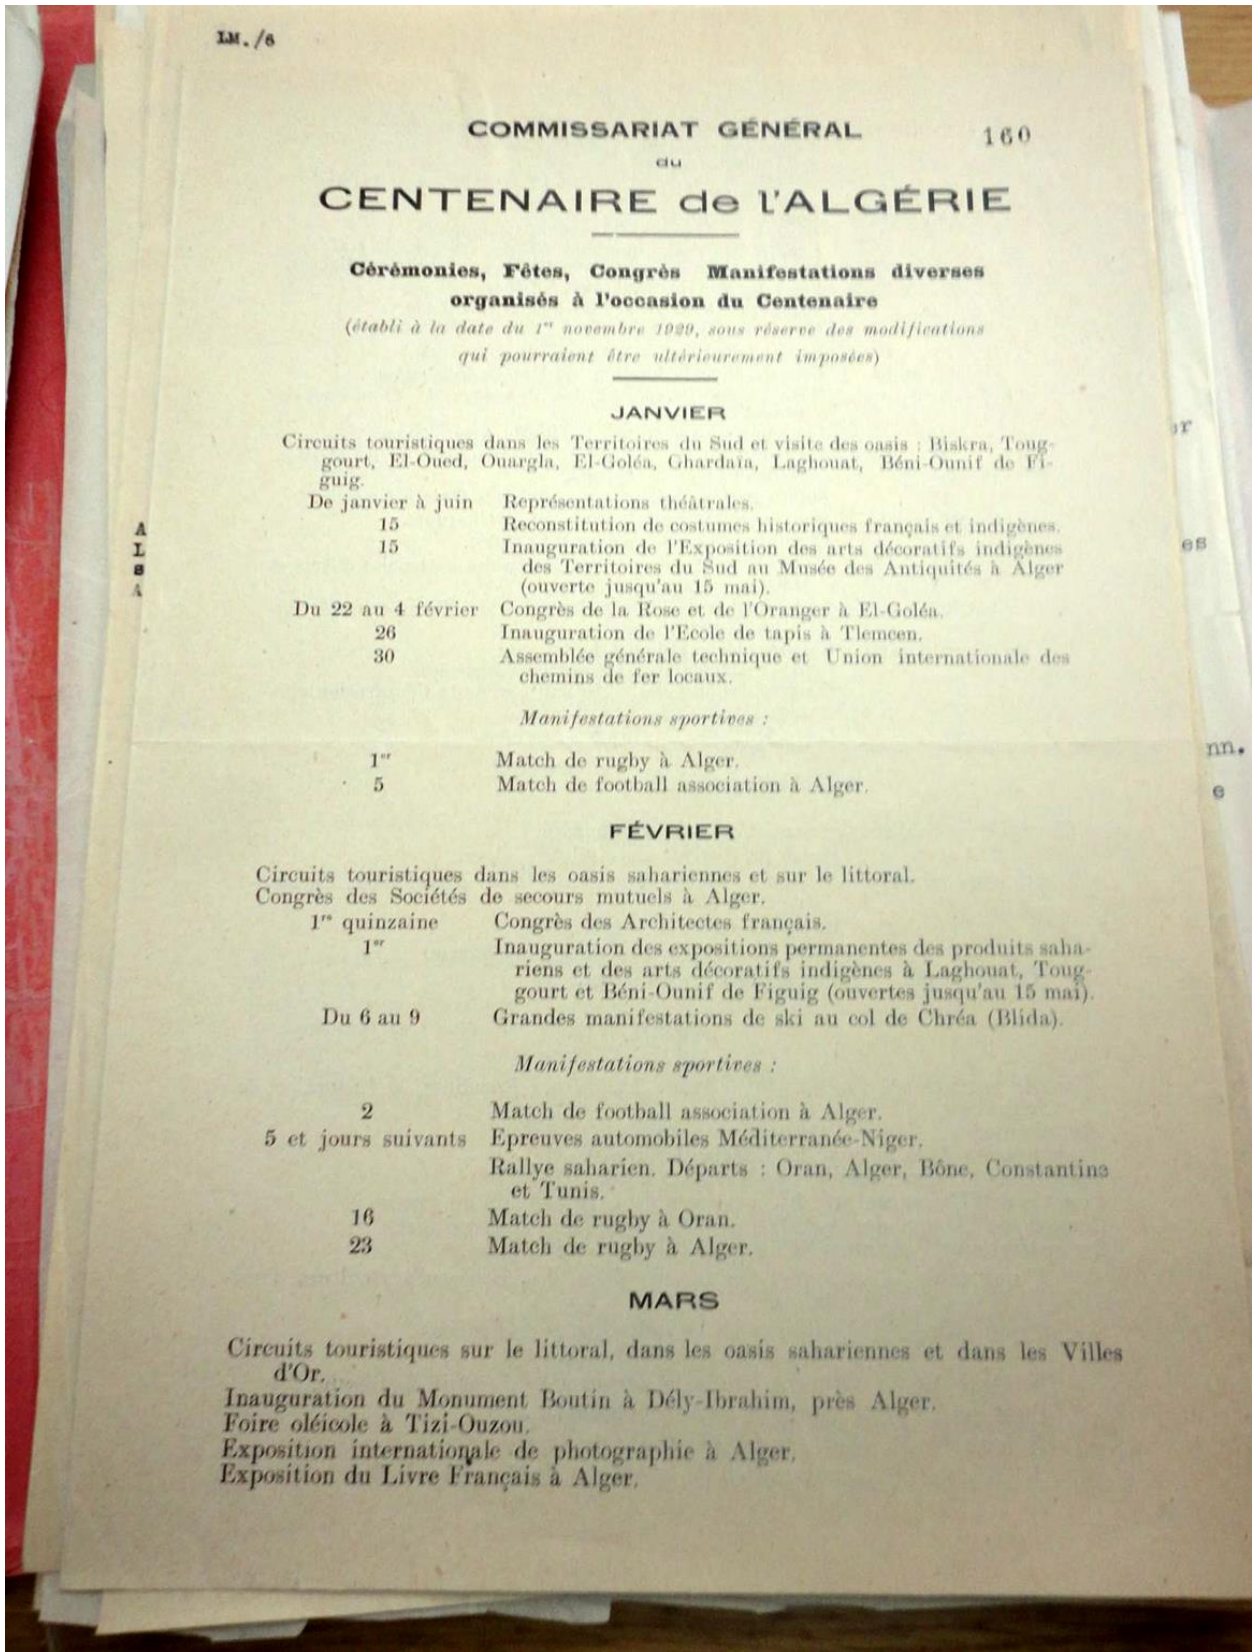 LM./6
COMMISSARIAT GÉNÉRAL
160
du
CENTENAIRE de l'ALGÉRIE
Cérémonies, Fêtes, Congrès Manifestations diverses
organisés à l'occasion du Centenaire
(établi à la date du 1er novembre 1929, sous réserve des modifications
qui pourraient être ultérieurement imposées)
JANVIER
Circuits touristiques dans les Territoires du Sud et visite des oasis : Biskra, Toug-
gourt, El-Oued, Ouargla, El-Goléa, Ghardaïa, Laghouat, Béni-Ounif de Fi-
guig.
De janvier à juin Représentations théâtrales.
15 Reconstitution de costumes historiques français et indigènes.
15 Inauguration de l'Exposition des arts décoratifs indigènes
des Territoires du Sud au Musée des Antiquités à Alger
(ouverte jusqu'au 15 mai).
Du 22 au 4 février Congrès de la Rose et de l'Oranger à El-Goléa.
26 Inauguration de l'Ecole de tapis à Tlemcen.
30 Assemblée générale technique et Union internationale des
chemins de fer locaux.
Manifestations sportives :
1er Match de rugby à Alger.
5 Match de football association à Alger.
FÉVRIER
Circuits touristiques dans les oasis sahariennes et sur le littoral.
Congrès des Sociétés de secours mutuels à Alger.
1re quinzaine Congrès des Architectes français.
1er Inauguration des expositions permanentes des produits saha-
riens et des arts décoratifs indigènes à Laghouat, Toug-
gourt et Béni-Ounif de Figuig (ouvertes jusqu'au 15 mai).
Du 6 au 9 Grandes manifestations de ski au col de Chréa (Blida).
Manifestations sportives :
2 Match de football association à Alger.
5 et jours suivants Epreuves automobiles Méditerranée-Niger.
Rallye saharien. Départs : Oran, Alger, Bône, Constantine
et Tunis.
16 Match de rugby à Oran.
23 Match de rugby à Alger.
MARS
Circuits touristiques sur le littoral, dans les oasis sahariennes et dans les Villes
d'Or.
Inauguration du Monument Boutin à Dély-Ibrahim, près Alger.
Foire oléicole à Tizi-Ouzou.
Exposition internationale de photographie à Alger.
Exposition du Livre Français à Alger.
A
L
S
A
es
nn.
e